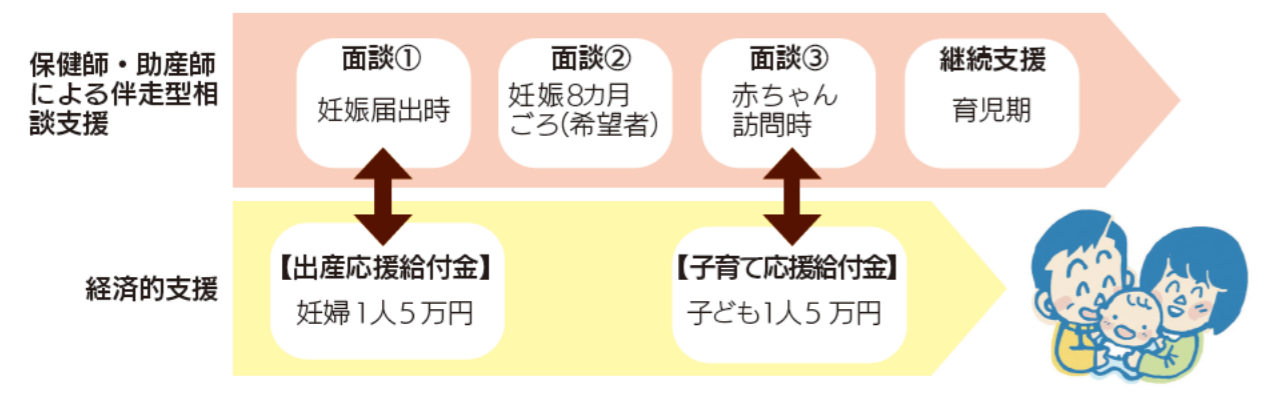 保健師・助産師
による伴走型相
談支援
面談①
妊娠届出時
面談②
妊娠8カ月
ごろ(希望者)
面談③
赤ちゃん
訪問時
継続支援
育児期
経済的支援
【出産応援給付金】
妊婦1人5万円
【子育て応援給付金】
子ども1人5万円